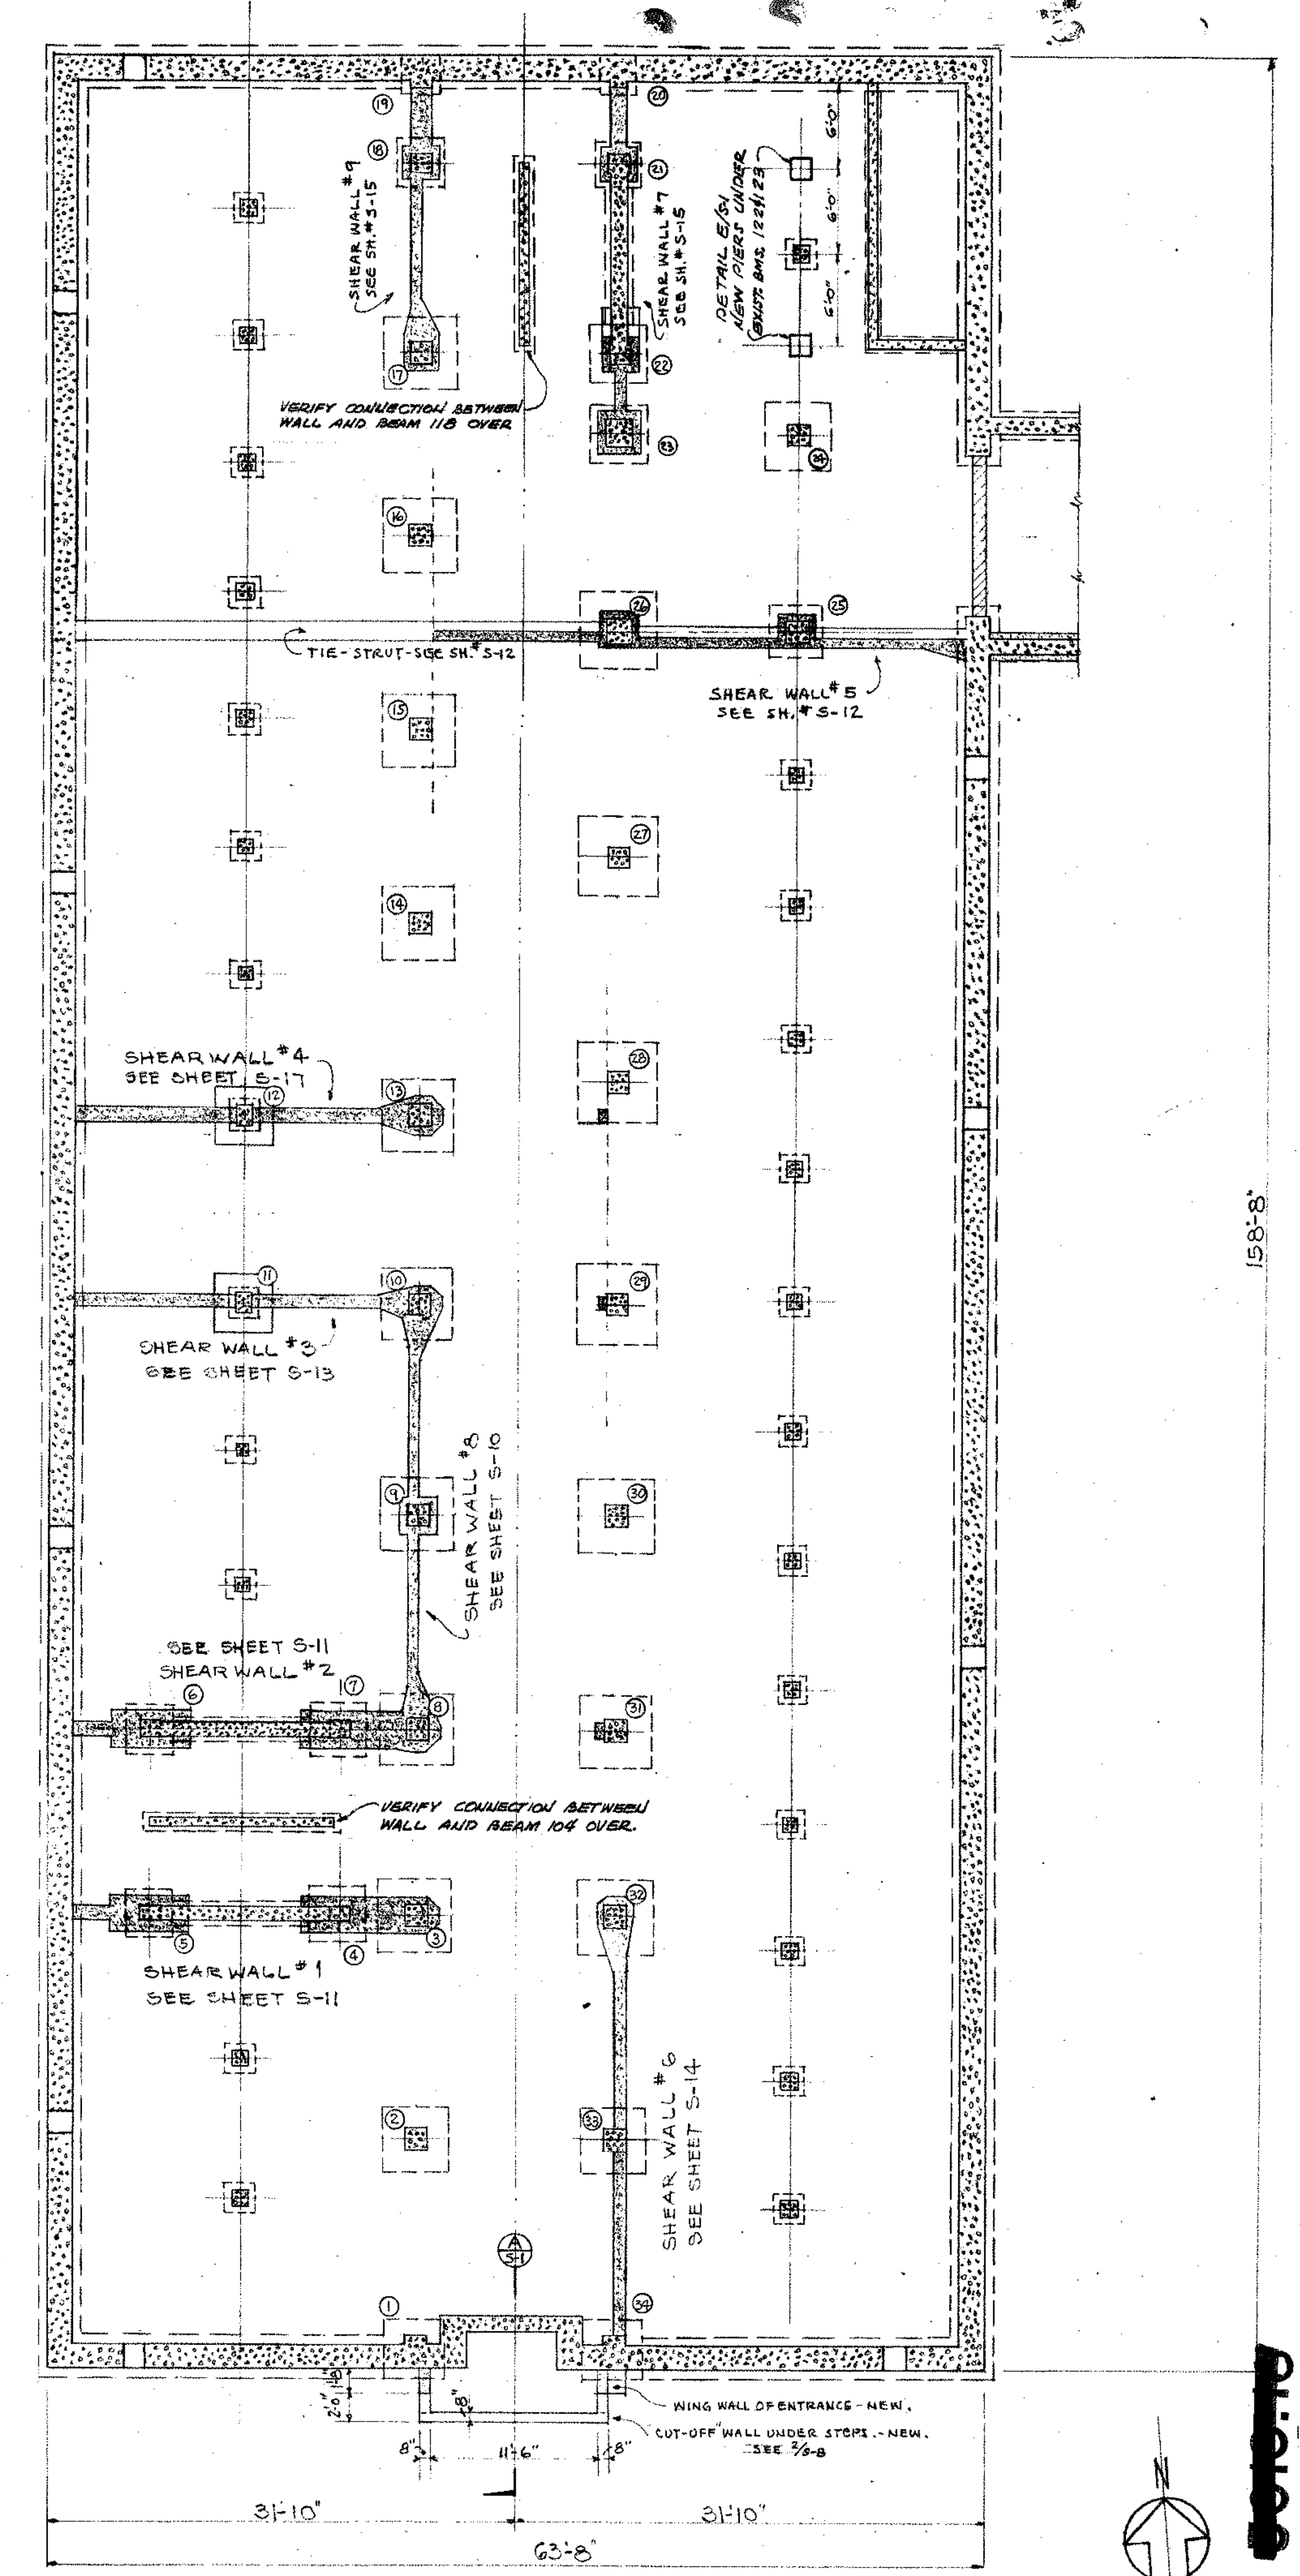 19
20
18
21
SHEAR WALL #9
SEE SH.# S-15
SHEAR WALL #7
SEE SH.# S-15
DETAIL E/S-1
NEW PIERS UNDER
EXIST. BMS. 122 & 123
6'-0"
6'-0"
6'-0"
17
22
VERIFY CONNECTION BETWEEN
WALL AND BEAM 118 OVER
23
24
16
26
25
TIE-STRUT-SEE SH.# S-12
SHEAR WALL #5
SEE SH.# S-12
15
27
14
28
SHEAR WALL #4
SEE SHEET S-17
12
13
158'-8"
11
10
29
SHEAR WALL #3
SEE SHEET S-13
SHEAR WALL #8
SEE SHEET S-10
9
30
SEE SHEET S-11
SHEAR WALL #2
6
7
8
31
VERIFY CONNECTION BETWEEN
WALL AND BEAM 104 OVER.
32
5
4
3
SHEAR WALL #1
SEE SHEET S-11
SHEAR WALL #6
SEE SHEET S-14
2
33
A
S-1
1
34
1'-8"
2'-0"
8"
WING WALL OF ENTRANCE - NEW.
CUT-OFF WALL UNDER STEPS. - NEW.
SEE 2/S-8
8"
11'-6"
8"
N
31'-10"
31'-10"
63'-8"